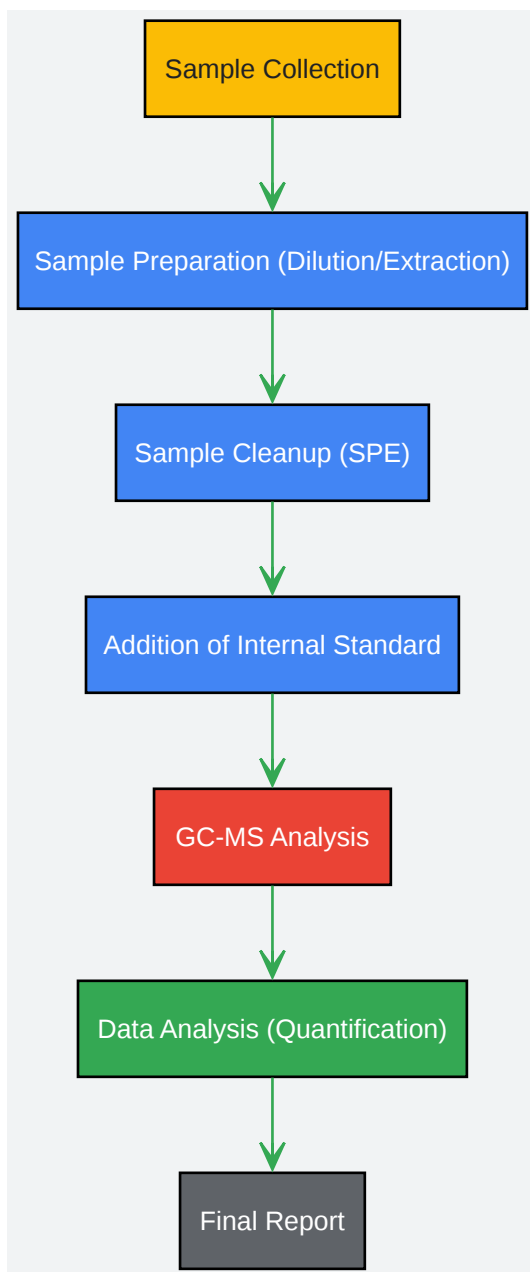 Sample Collection
Sample Preparation (Dilution/Extraction)
Sample Cleanup (SPE)
Addition of Internal Standard
GC-MS Analysis
Data Analysis (Quantification)
Final Report